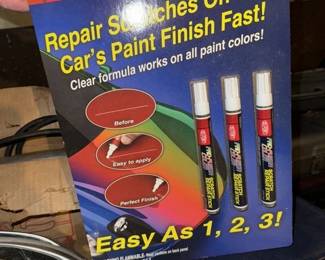 Repair Scratches On
Car's Paint Finish Fast!
Clear formula works on all paint colors!
Before
Easy to apply
Perfect Finish
Easy As 1, 2, 3!